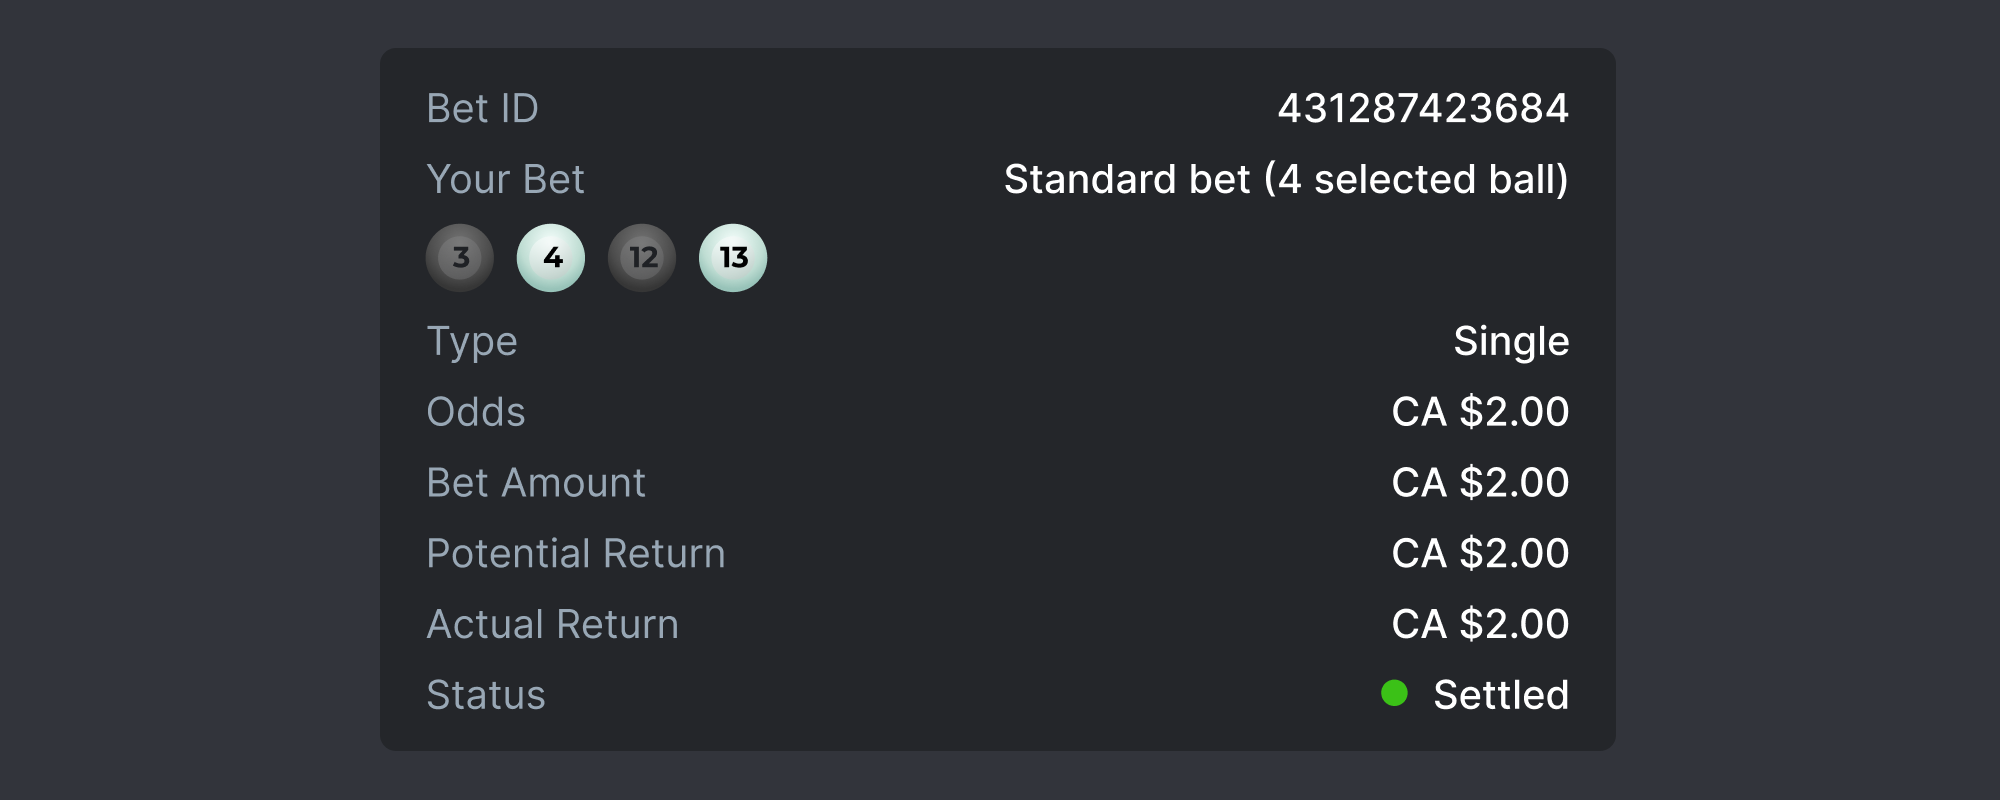 Bet ID 431287423684
Your Bet Standard bet (4 selected ball)
3 4 12 13
Type Single
Odds CA $2.00
Bet Amount CA $2.00
Potential Return CA $2.00
Actual Return CA $2.00
Status Settled